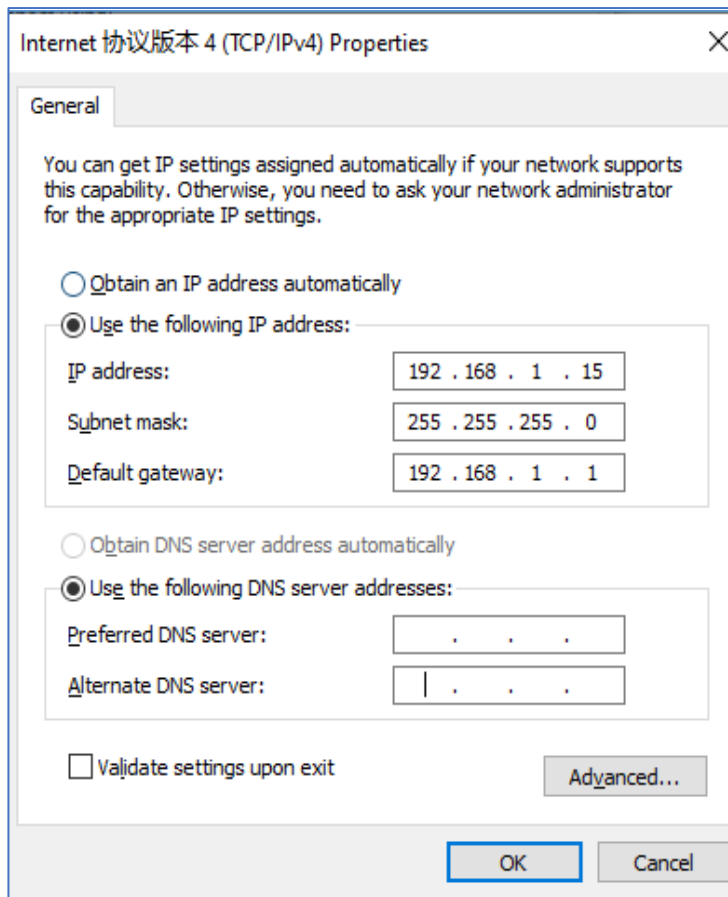 Internet 协议版本 4 (TCP/IPv4) Properties
General
You can get IP settings assigned automatically if your network supports
this capability. Otherwise, you need to ask your network administrator
for the appropriate IP settings.
Obtain an IP address automatically
Use the following IP address:
IP address: 192 . 168 . 1 . 15
Subnet mask: 255 . 255 . 255 . 0
Default gateway: 192 . 168 . 1 . 1
Obtain DNS server address automatically
Use the following DNS server addresses:
Preferred DNS server: . . .
Alternate DNS server: . . .
Validate settings upon exit
Advanced...
OK Cancel